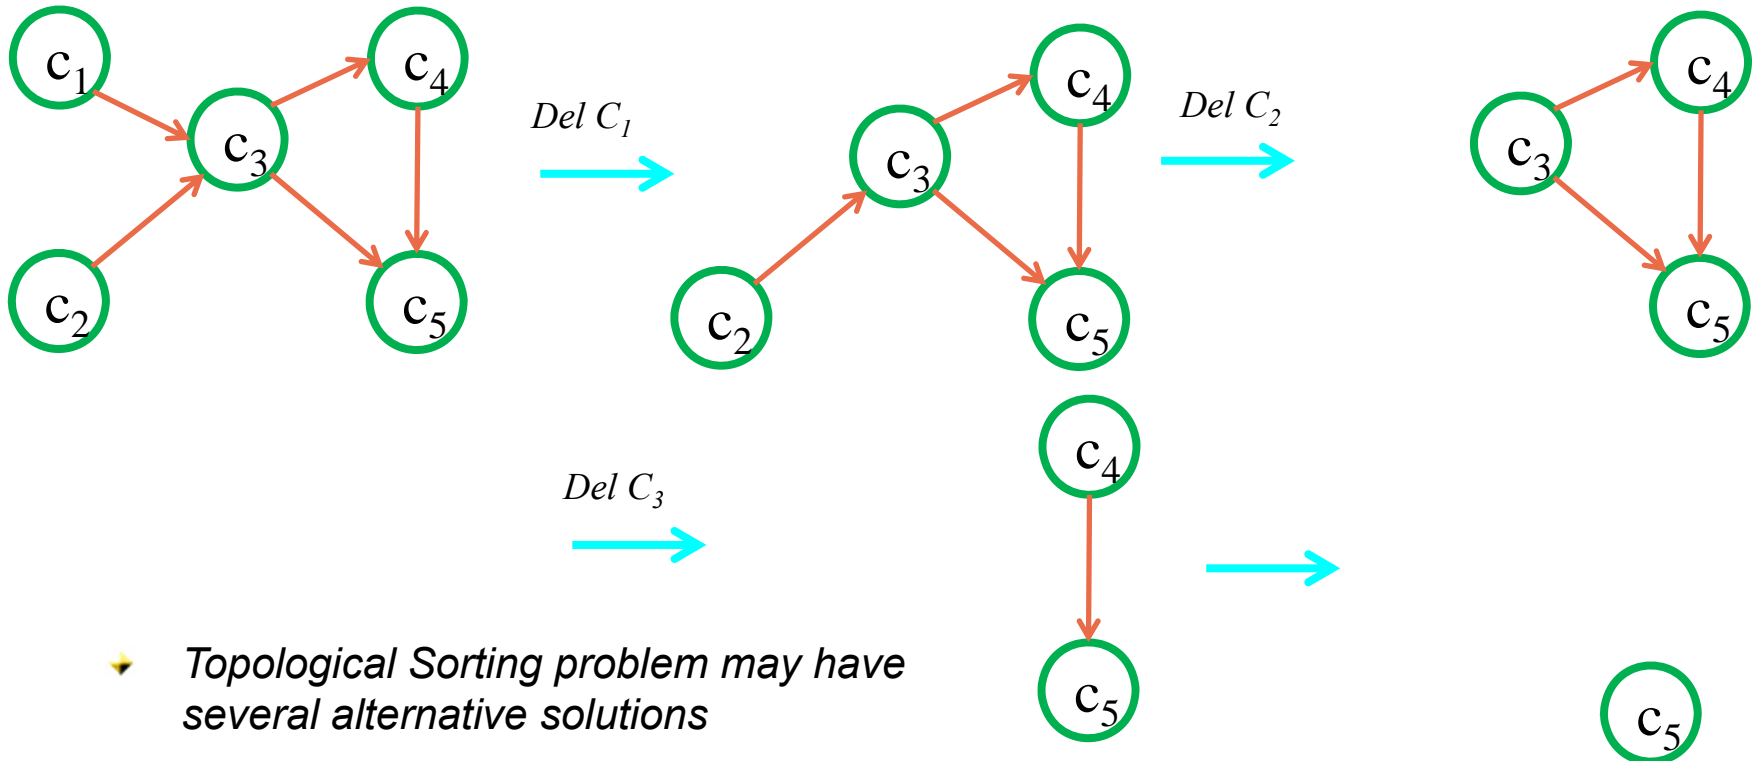 c₁
c₂
c₃
c₄
c₅
Del C₁
c₂
c₃
c₄
c₅
Del C₂
c₃
c₄
c₅
Del C₃
c₄
c₅
c₅
Topological Sorting problem may have
several alternative solutions